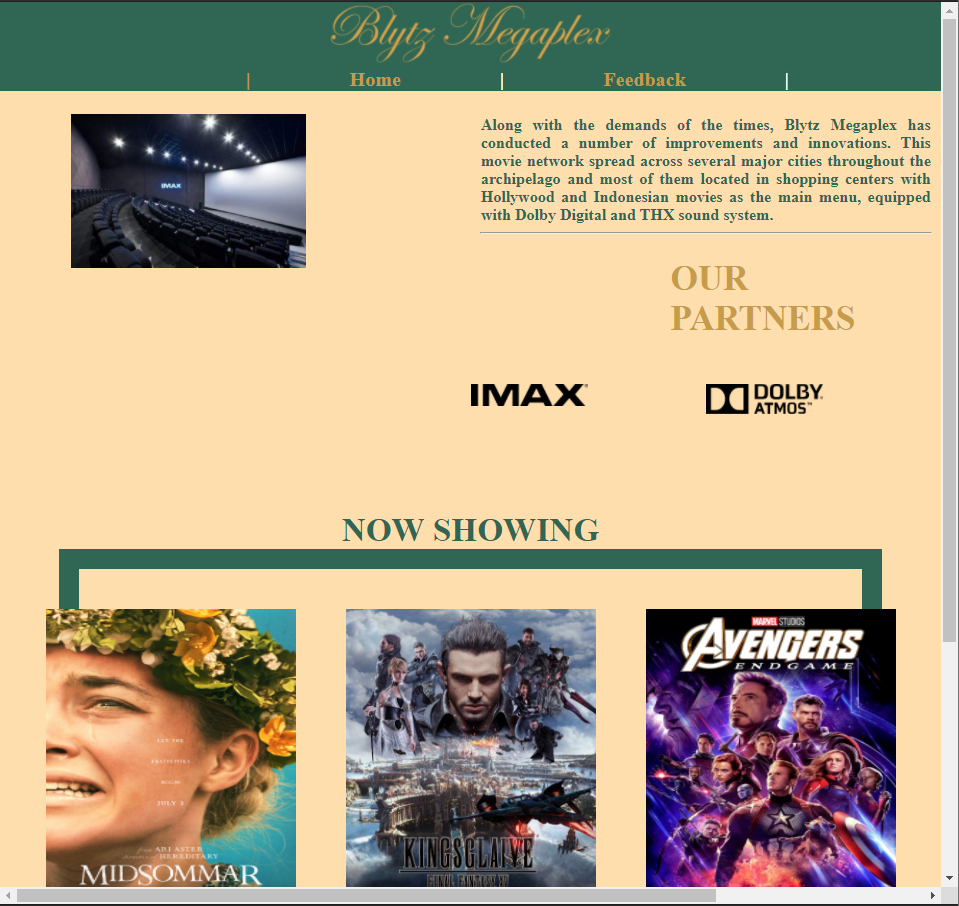 Blytz Megaplex
| Home | Feedback |
IMAX
Along with the demands of the times, Blytz Megaplex has
conducted a number of improvements and innovations. This
movie network spread across several major cities throughout the
archipelago and most of them located in shopping centers with
Hollywood and Indonesian movies as the main menu, equipped
with Dolby Digital and THX sound system.
OUR
PARTNERS
IMAX
DOLBY
ATMOS™
NOW SHOWING
LET THE
FESTIVITIES
BEGIN
JULY 3
FROM ARI ASTER
DIRECTOR OF HEREDITARY
MIDSOMMAR
KINGSGLAIVE
FINAL FANTASY XV
MARVEL STUDIOS
AVENGERS
ENDGAME